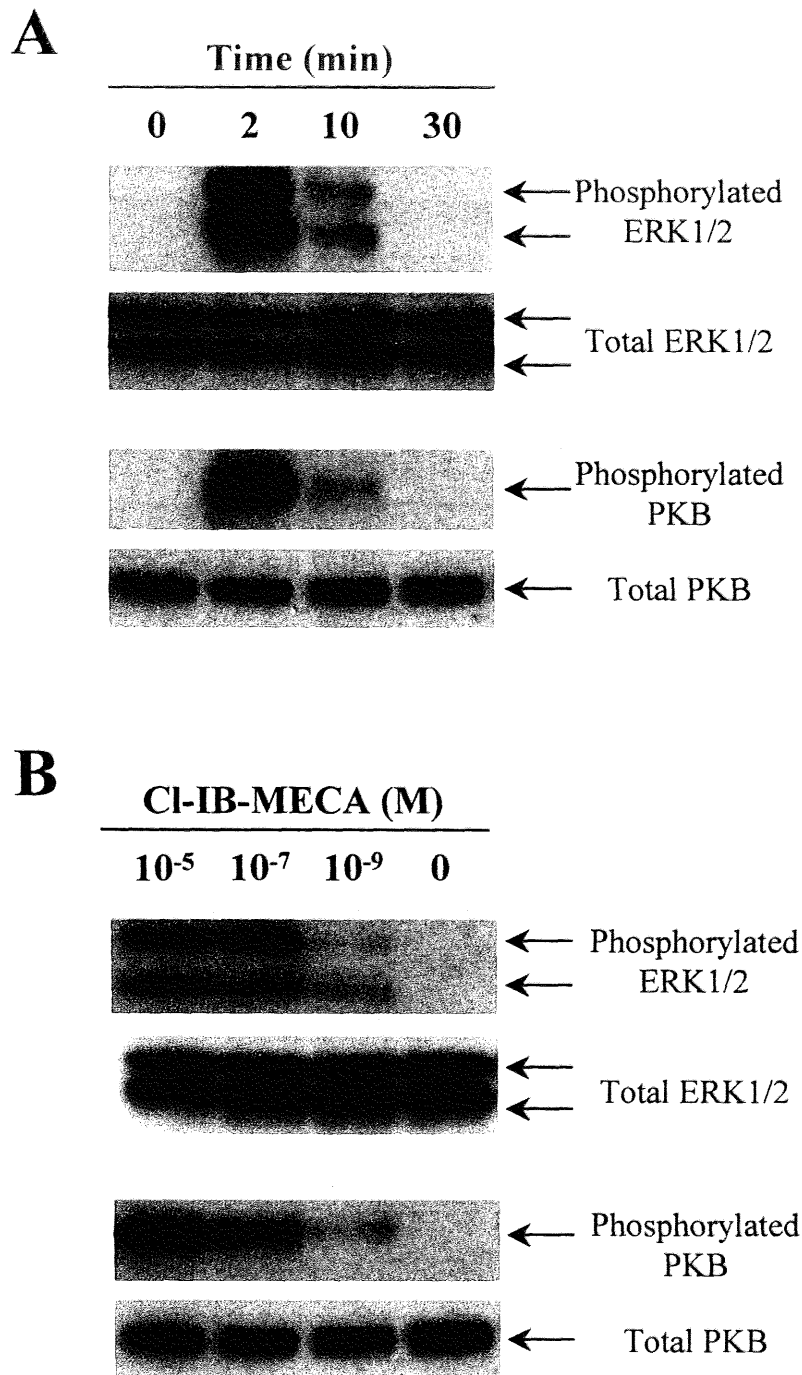 A
Time (min)
0 2 10 30
Phosphorylated
ERK1/2
Total ERK1/2
Phosphorylated
PKB
Total PKB
B
Cl-IB-MECA (M)
10⁻⁵ 10⁻⁷ 10⁻⁹ 0
Phosphorylated
ERK1/2
Total ERK1/2
Phosphorylated
PKB
Total PKB